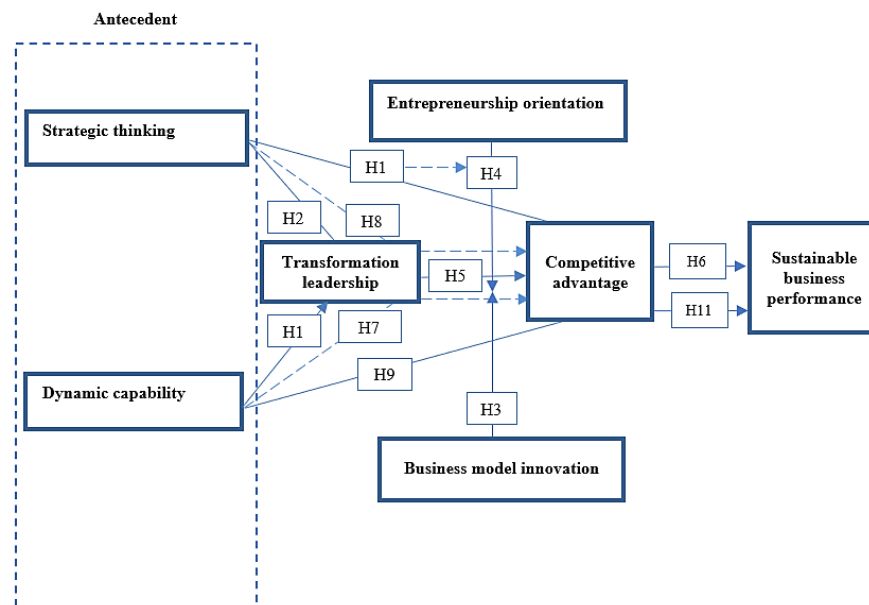 Antecedent
Entrepreneurship orientation
Strategic thinking
H1
H4
H2
H8
Transformation
leadership
H5
Competitive
advantage
H6
Sustainable
business
performance
H11
H1
H7
H9
Dynamic capability
H3
Business model innovation